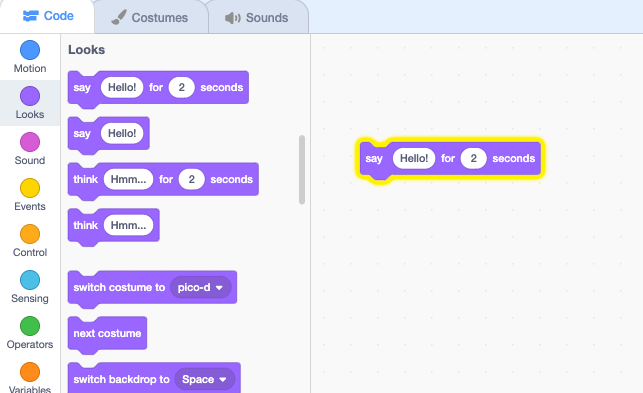 Code Costumes Sounds
Motion
Looks
Sound
Events
Control
Sensing
Operators
Variables
Looks
say Hello! for 2 seconds
say Hello!
think Hmm... for 2 seconds
think Hmm...
switch costume to pico-d
next costume
switch backdrop to Space
say Hello! for 2 seconds